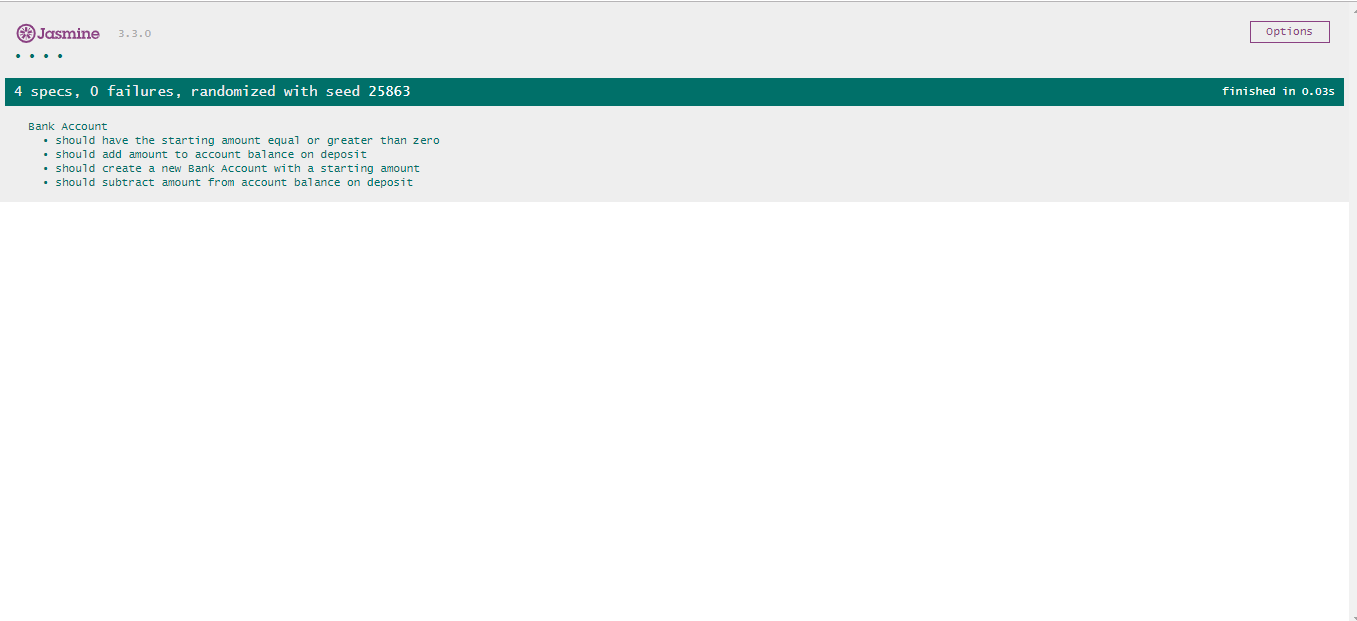 Jasmine 3.3.0 Options
• • • •
4 specs, 0 failures, randomized with seed 25863 finished in 0.03s
Bank Account
• should have the starting amount equal or greater than zero
• should add amount to account balance on deposit
• should create a new Bank Account with a starting amount
• should subtract amount from account balance on deposit